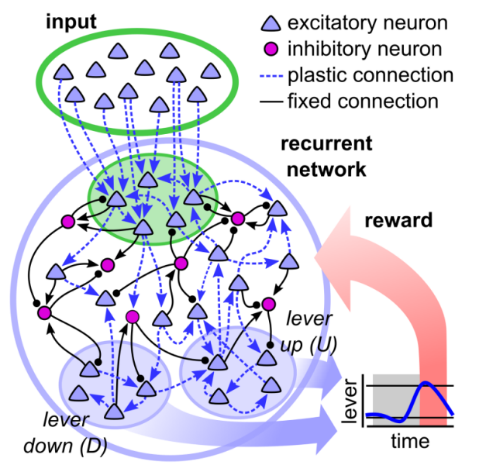 input
excitatory neuron
inhibitory neuron
plastic connection
fixed connection
recurrent
network
reward
lever
up (U)
lever
down (D)
lever
time